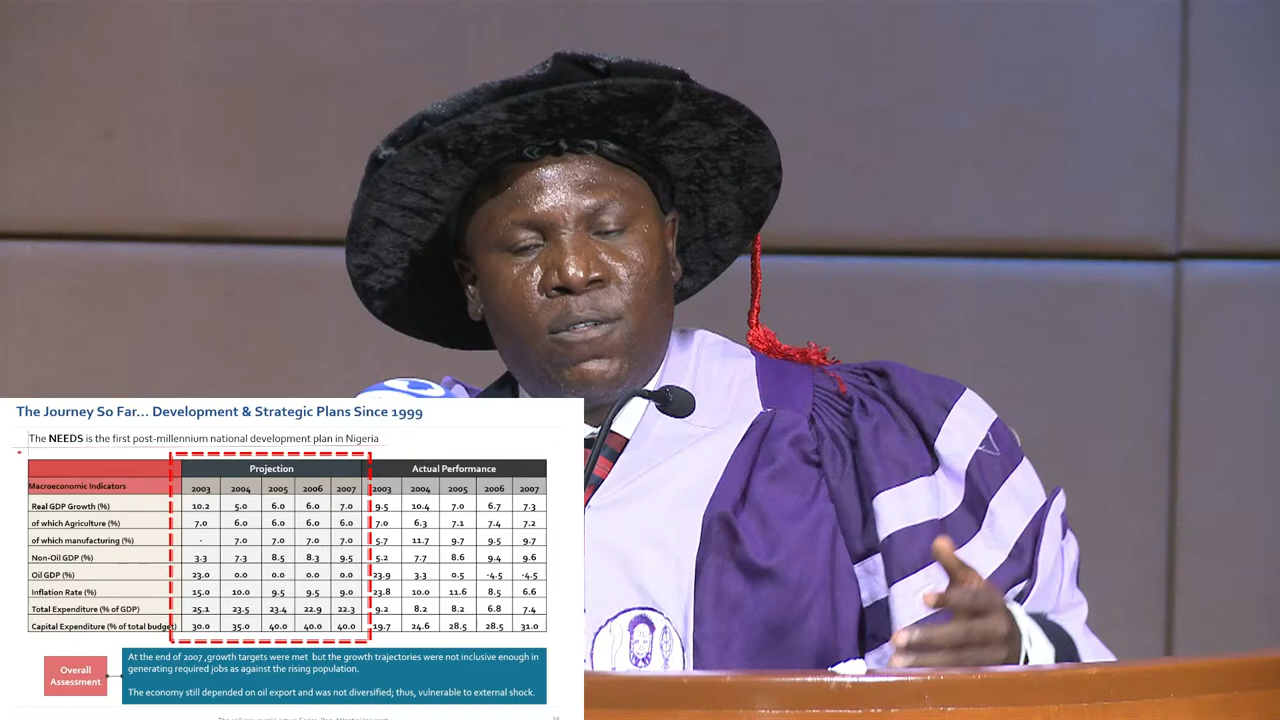 The Journey So Far... Development & Strategic Plans Since 1999
The NEEDS is the first post-millennium national development plan in Nigeria
Projection Actual Performance
Macroeconomic Indicators 2003 2004 2005 2006 2007 2003 2004 2005 2006 2007
Real GDP Growth (%) 10.2 5.0 6.0 6.0 7.0 9.5 10.4 7.0 6.7 7.3
of which Agriculture (%) 7.0 6.0 6.0 6.0 6.0 7.0 6.3 7.1 7.4 7.2
of which manufacturing (%) - 7.0 7.0 7.0 7.0 5.7 11.7 9.7 9.5 9.7
Non-Oil GDP (%) 3.3 7.3 8.5 8.3 9.5 5.2 7.7 8.6 9.4 9.6
Oil GDP (%) 23.0 0.0 0.0 0.0 0.0 23.9 3.3 0.5 -4.5 -4.5
Inflation Rate (%) 15.0 10.0 9.5 9.5 9.0 23.8 10.0 11.6 8.5 6.6
Total Expenditure (% of GDP) 25.1 23.5 23.4 22.9 22.3 9.2 8.2 8.2 6.8 7.4
Capital Expenditure (% of total budget) 30.0 35.0 40.0 40.0 40.0 19.7 24.6 28.5 28.5 31.0
Overall
Assessment
At the end of 2007 ,growth targets were met but the growth trajectories were not inclusive enough in
generating required jobs as against the rising population.
The economy still depended on oil export and was not diversified; thus, vulnerable to external shock.